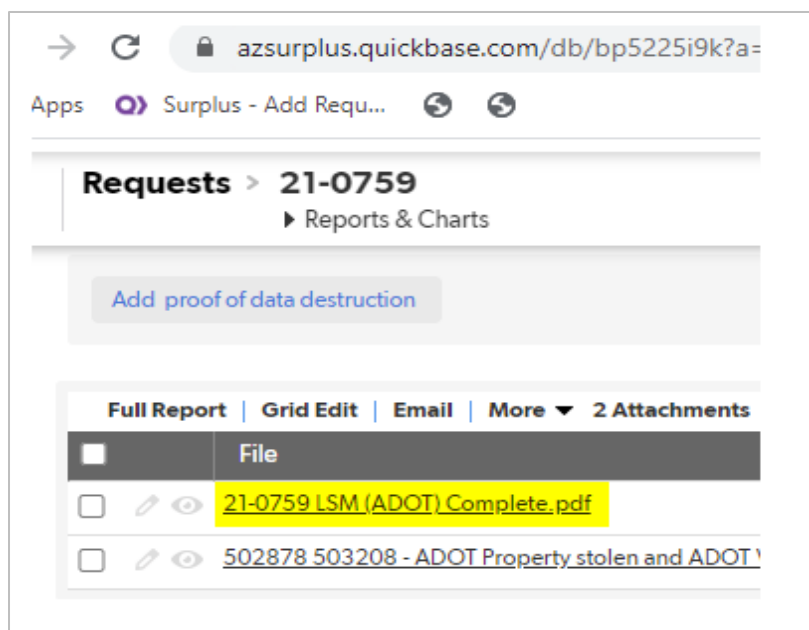 azsurplus.quickbase.com/db/bp5225i9k?a=
Apps Surplus - Add Requ...
Requests > 21-0759
Reports & Charts
Add proof of data destruction
Full Report | Grid Edit | Email | More 2 Attachments
File
21-0759 LSM (ADOT) Complete.pdf
502878 503208 - ADOT Property stolen and ADOT